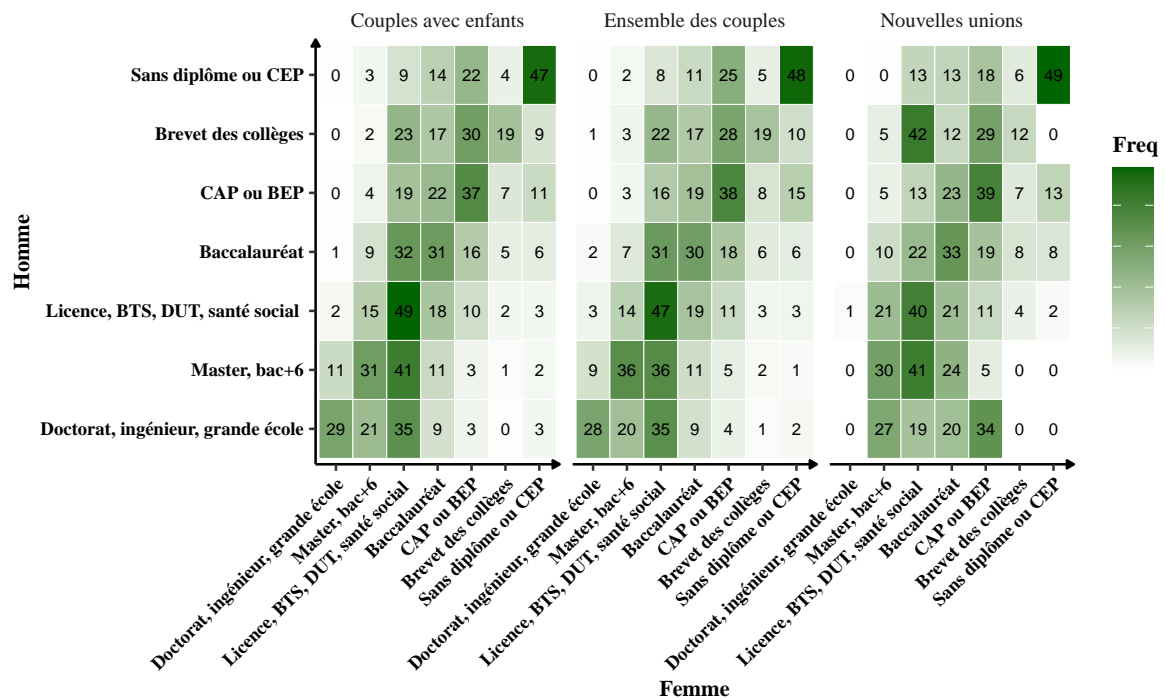 Couples avec enfants Ensemble des couples Nouvelles unions
Sans diplôme ou CEP 0 3 9 14 22 4 47 0 2 8 11 25 5 48 0 0 13 13 18 6 49
Brevet des collèges 0 2 23 17 30 19 9 1 3 22 17 28 19 10 0 5 42 12 29 12 0
CAP ou BEP 0 4 19 22 37 7 11 0 3 16 19 38 8 15 0 5 13 23 39 7 13
Baccalauréat 1 9 32 31 16 5 6 2 7 31 30 18 6 6 0 10 22 33 19 8 8
Licence, BTS, DUT, santé social 2 15 49 18 10 2 3 3 14 47 19 11 3 3 1 21 40 21 11 4 2
Master, bac+6 11 31 41 11 3 1 2 9 36 36 11 5 2 1 0 30 41 24 5 0 0
Doctorat, ingénieur, grande école 29 21 35 9 3 0 3 28 20 35 9 4 1 2 0 27 19 20 34 0 0
Homme
Freq
Doctorat, ingénieur, grande école
Master, bac+6
Licence, BTS, DUT, santé social
Baccalauréat
CAP ou BEP
Brevet des collèges
Sans diplôme ou CEP
Doctorat, ingénieur, grande école
Master, bac+6
Licence, BTS, DUT, santé social
Baccalauréat
CAP ou BEP
Brevet des collèges
Sans diplôme ou CEP
Doctorat, ingénieur, grande école
Master, bac+6
Licence, BTS, DUT, santé social
Baccalauréat
CAP ou BEP
Brevet des collèges
Sans diplôme ou CEP
Femme